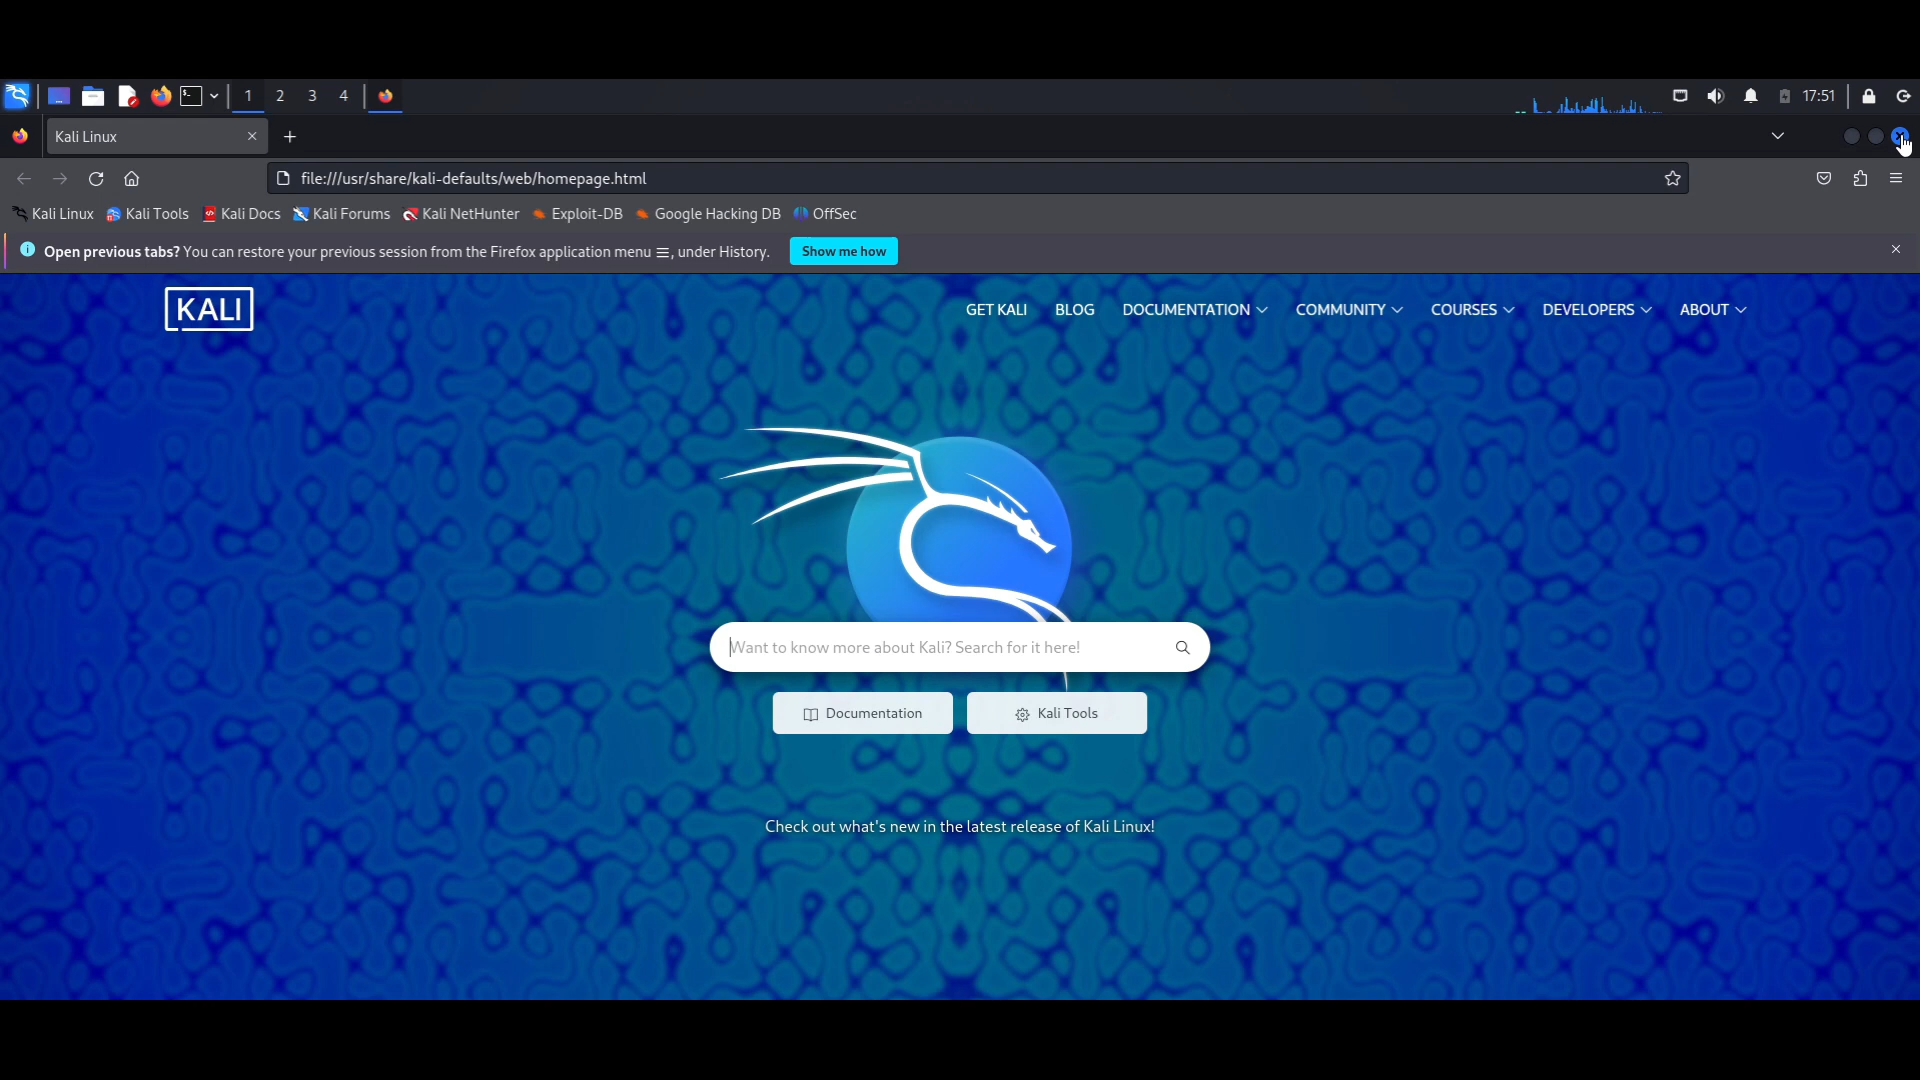 1 2 3 4 17:51
Kali Linux
file:///usr/share/kali-defaults/web/homepage.html
Kali Linux Kali Tools Kali Docs Kali Forums Kali NetHunter Exploit-DB Google Hacking DB OffSec
Open previous tabs? You can restore your previous session from the Firefox application menu ☰, under History. Show me how
KALI GET KALI BLOG DOCUMENTATION COMMUNITY COURSES DEVELOPERS ABOUT
Want to know more about Kali? Search for it here!
Documentation Kali Tools
Check out what's new in the latest release of Kali Linux!